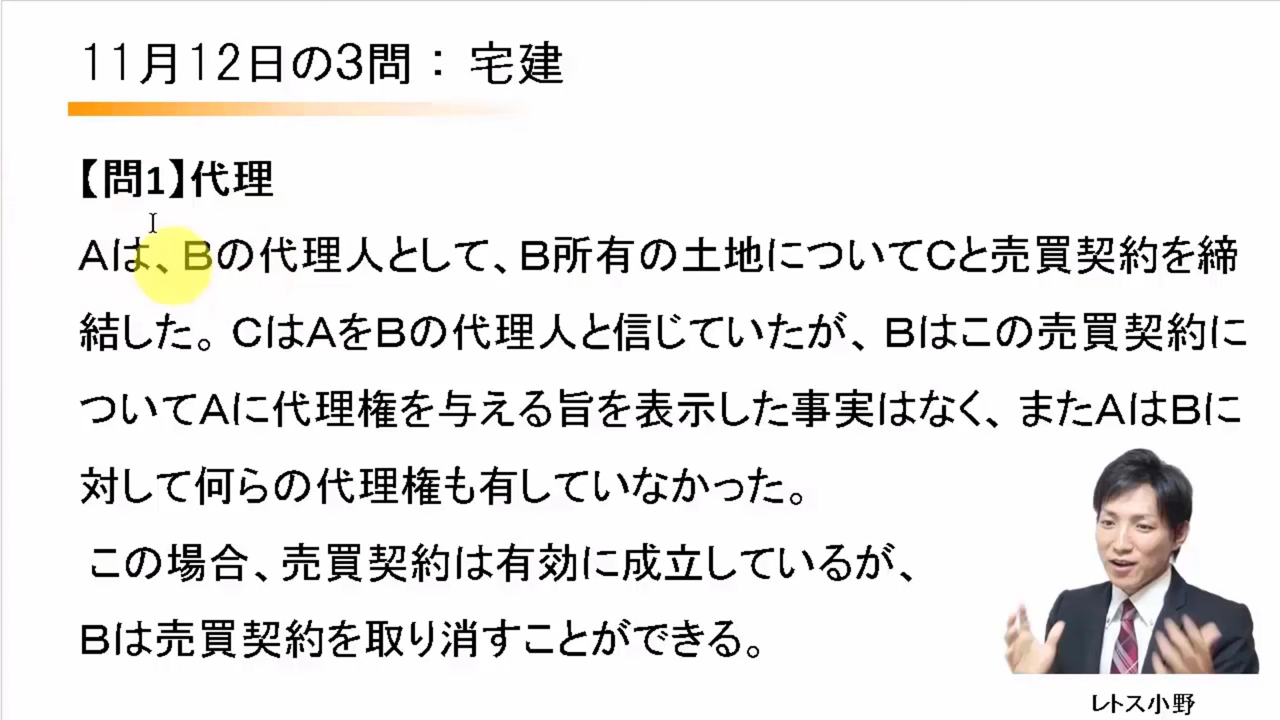 11月12日の3問：宅建
【問1】代理
Aは、Bの代理人として、B所有の土地についてCと売買契約を締
結した。CはAをBの代理人と信じていたが、Bはこの売買契約に
ついてAに代理権を与える旨を表示した事実はなく、またAはBに
対して何らの代理権も有していなかった。
この場合、売買契約は有効に成立しているが、
Bは売買契約を取り消すことができる。
レトス小野